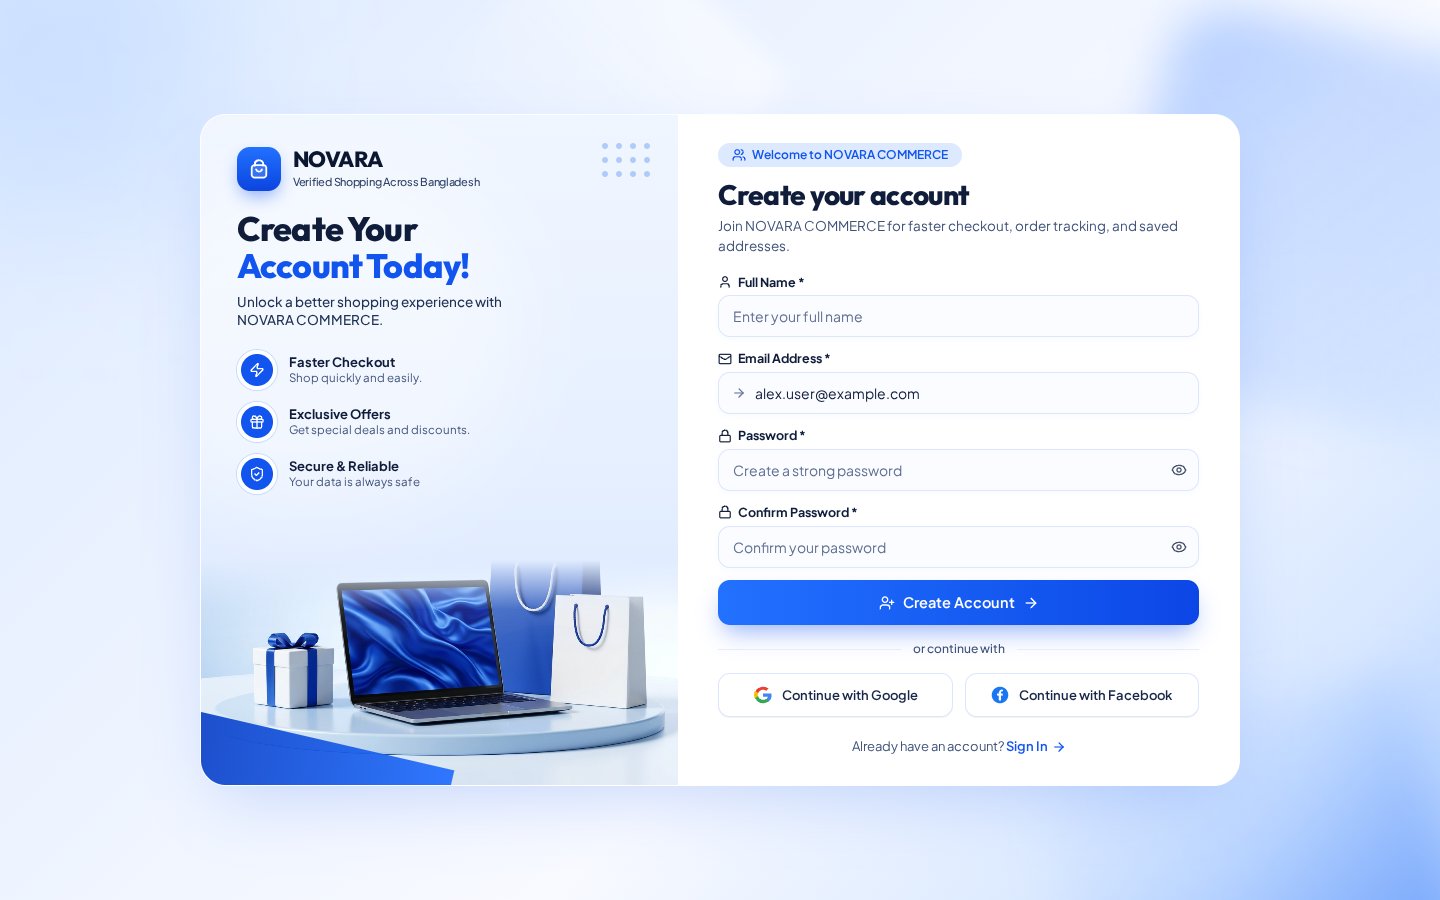 NOVARA
Verified Shopping Across Bangladesh
Create Your
Account Today!
Unlock a better shopping experience with
NOVARA COMMERCE.
Faster Checkout
Shop quickly and easily.
Exclusive Offers
Get special deals and discounts.
Secure & Reliable
Your data is always safe
Welcome to NOVARA COMMERCE
Create your account
Join NOVARA COMMERCE for faster checkout, order tracking, and saved
addresses.
Full Name *
Enter your full name
Email Address *
alex.user@example.com
Password *
Create a strong password
Confirm Password *
Confirm your password
Create Account
or continue with
Continue with Google
Continue with Facebook
Already have an account? Sign In